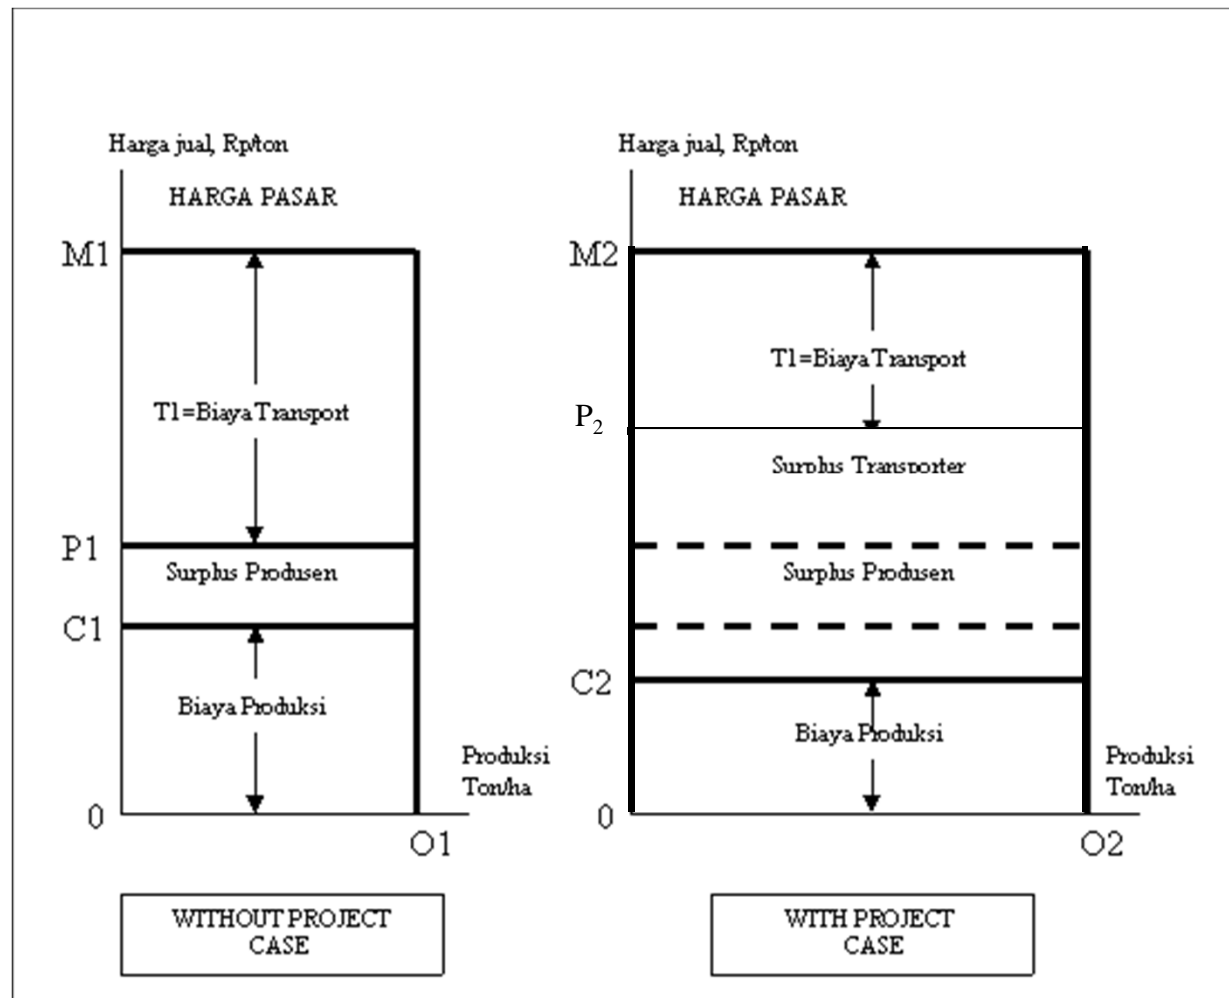 Harga jual, Rp/ton
HARGA PASAR
M1
T1=Biaya Transport
P1
Surplus Produsen
C1
Biaya Produksi
Produksi
Ton/ha
0
O1
WITHOUT PROJECT
CASE
Harga jual, Rp/ton
HARGA PASAR
M2
T1=Biaya Transport
P2
Surplus Transporter
Surplus Produsen
C2
Biaya Produksi
Produksi
Ton/ha
0
O2
WITH PROJECT
CASE